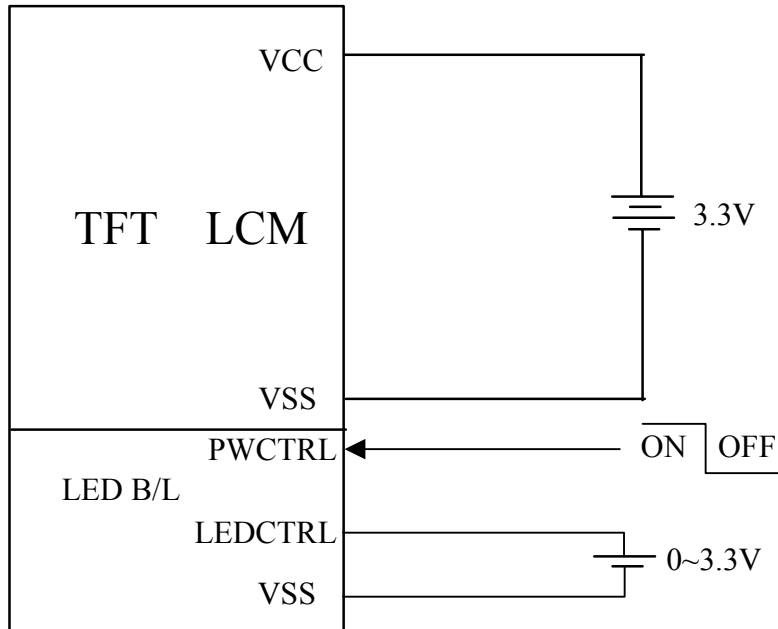 VCC
TFT LCM
3.3V
VSS
PWCTRL
ON OFF
LED B/L
LEDCTRL
0~3.3V
VSS